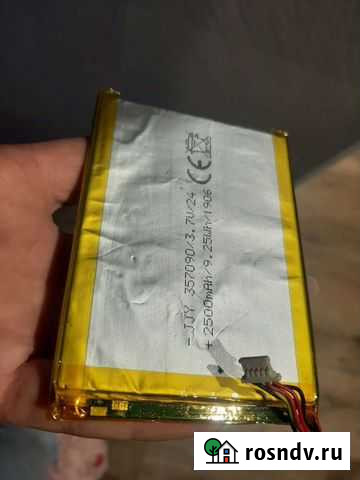 - JJY 357090/3.7V/24
+ 2500mAh/9.25Wh/1906
CE
rosndv.ru